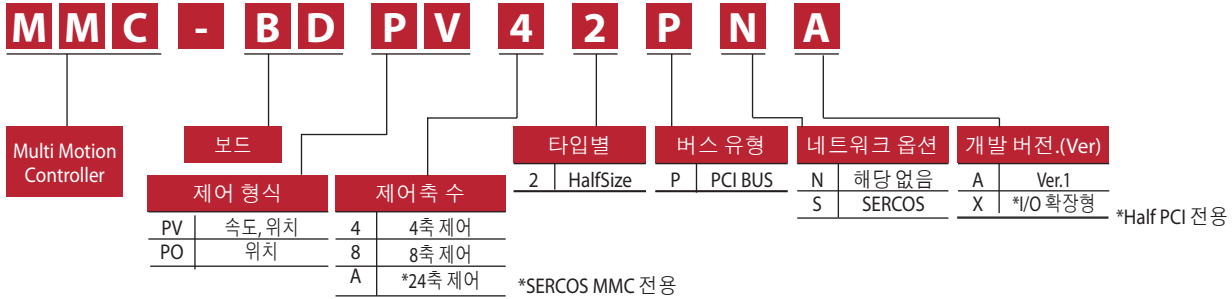 MMC - BD PV 4 2 P N A
Multi Motion
Controller
보드
제어 형식
PV 속도, 위치
PO 위치
제어축 수
4 4축 제어
8 8축 제어
A *24축 제어
*SERCOS MMC 전용
타입별
2 HalfSize
버스 유형
P PCI BUS
네트워크 옵션
N 해당 없음
S SERCOS
개발 버전.(Ver)
A Ver.1
X *I/O 확장형
*Half PCI 전용